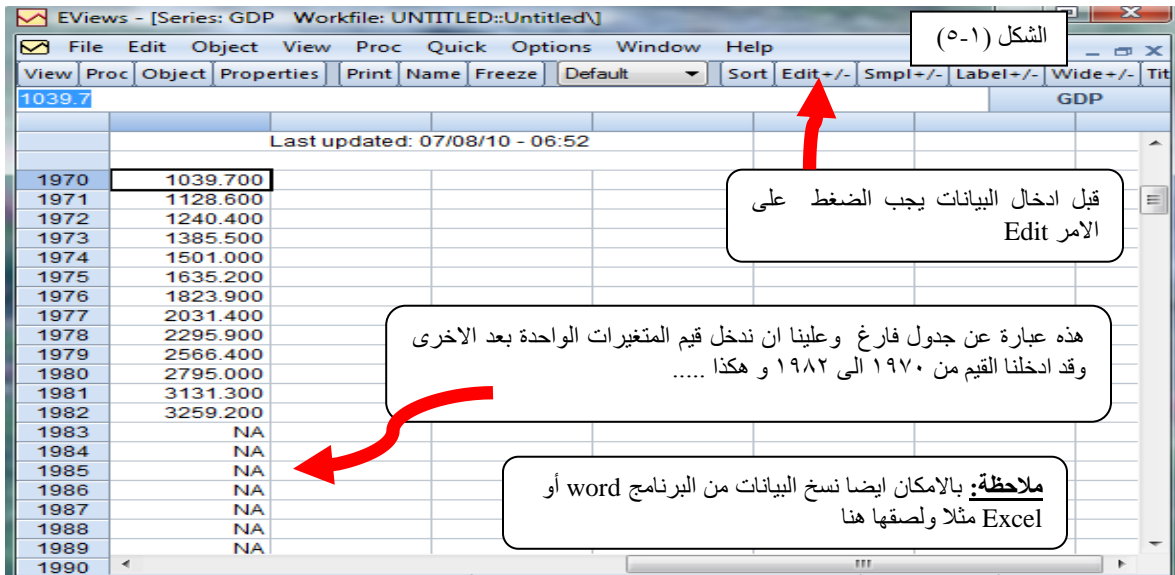 EViews - [Series: GDP Workfile: UNTITLED::Untitled\]
الشكل (١-٥)
File Edit Object View Proc Quick Options Window Help
View Proc Object Properties Print Name Freeze Default Sort Edit+/- Smpl+/- Label+/- Wide+/- Tit
1039.7 GDP
Last updated: 07/08/10 - 06:52
1970 1039.700
1971 1128.600
1972 1240.400
1973 1385.500
1974 1501.000
1975 1635.200
1976 1823.900
1977 2031.400
1978 2295.900
1979 2566.400
1980 2795.000
1981 3131.300
1982 3259.200
1983 NA
1984 NA
1985 NA
1986 NA
1987 NA
1988 NA
1989 NA
1990
قبل ادخال البيانات يجب الضغط على
الامر Edit
هذه عبارة عن جدول فارغ وعلينا ان ندخل قيم المتغيرات الواحدة بعد الاخرى
وقد ادخلنا القيم من ١٩٧٠ الى ١٩٨٢ و هكذا .....
ملاحظة: بالامكان ايضا نسخ البيانات من البرنامج word أو
Excel مثلا ولصقها هنا